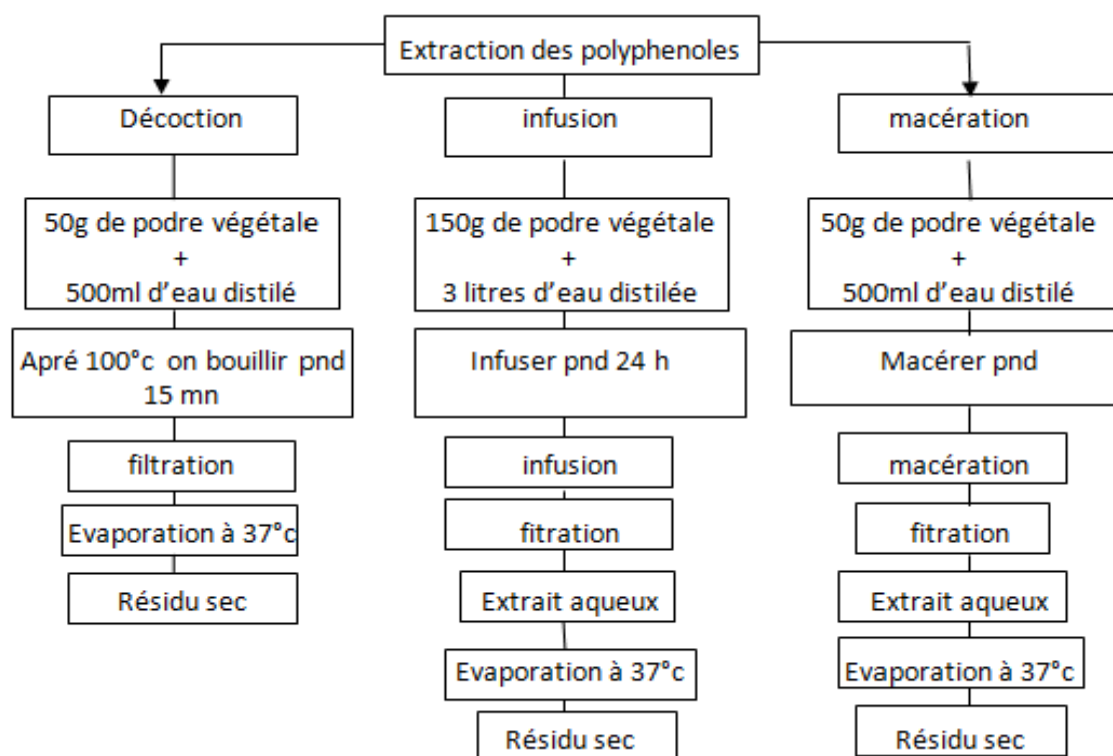 Extraction des polyphenoles
Décoction
50g de podre végétale
+
500ml d'eau distilé
Apré 100°c on bouillir pnd
15 mn
filtration
Evaporation à 37°c
Résidu sec
infusion
150g de podre végétale
+
3 litres d'eau distilée
Infuser pnd 24 h
infusion
fitration
Extrait aqueux
Evaporation à 37°c
Résidu sec
macération
50g de podre végétale
+
500ml d'eau distilé
Macérer pnd
macération
fitration
Extrait aqueux
Evaporation à 37°c
Résidu sec